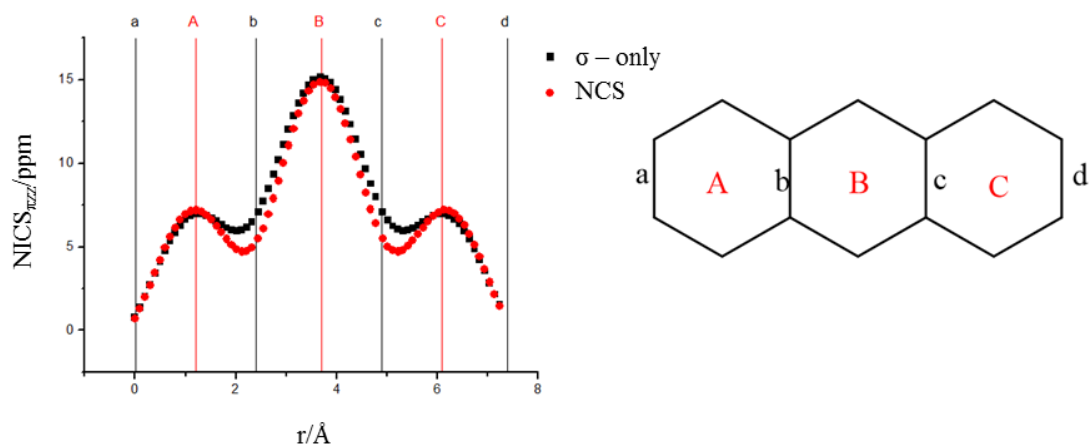 a A b B c C d
15
10
5
0
NICSπZZ/ppm
0 2 4 6 8
r/Å
σ – only
NCS
a A b B c C d